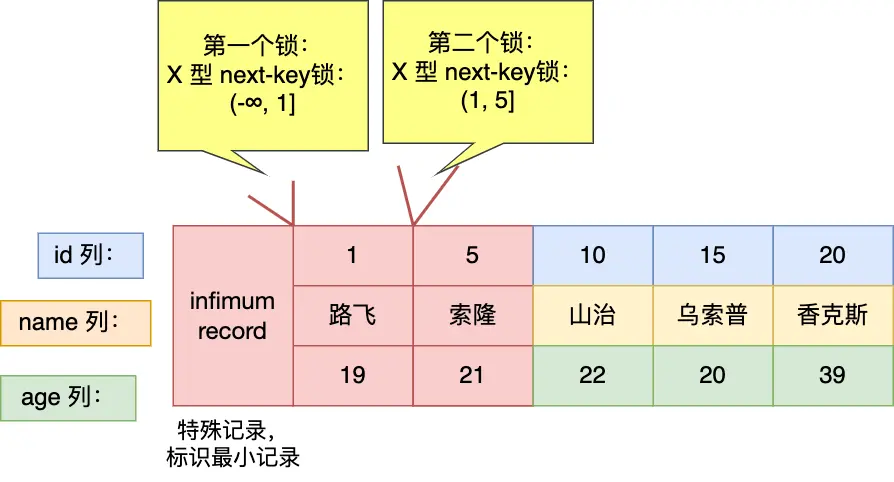 第一个锁：
X 型 next-key锁：
(-∞, 1]
第二个锁：
X 型 next-key锁：
(1, 5]
id 列：
infimum
record
1
5
10
15
20
name 列：
路飞
索隆
山治
乌索普
香克斯
age 列：
19
21
22
20
39
特殊记录，
标识最小记录